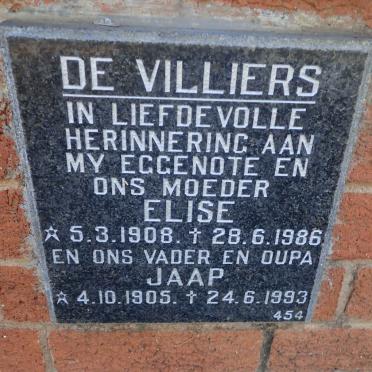 DE VILLIERS
IN LIEFDEVOLLE
HERINNERING AAN
MY EGGENOTE EN
ONS MOEDER
ELISE
☆ 5.3.1908. † 28.6.1986
EN ONS VADER EN OUPA
JAAP
☆ 4.10.1905. † 24.6.1993
454